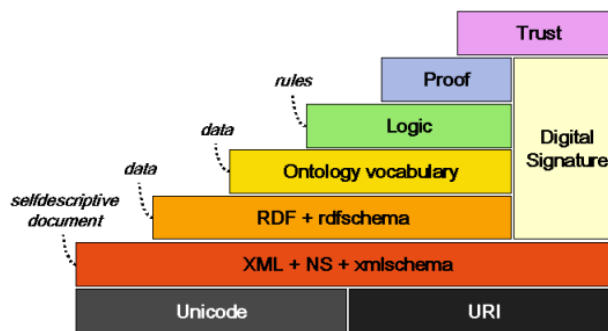 Trust
Proof
rules
Logic
Digital
Signature
data
Ontology vocabulary
data
RDF + rdfschema
selfdescriptive
document
XML + NS + xmlschema
Unicode
URI